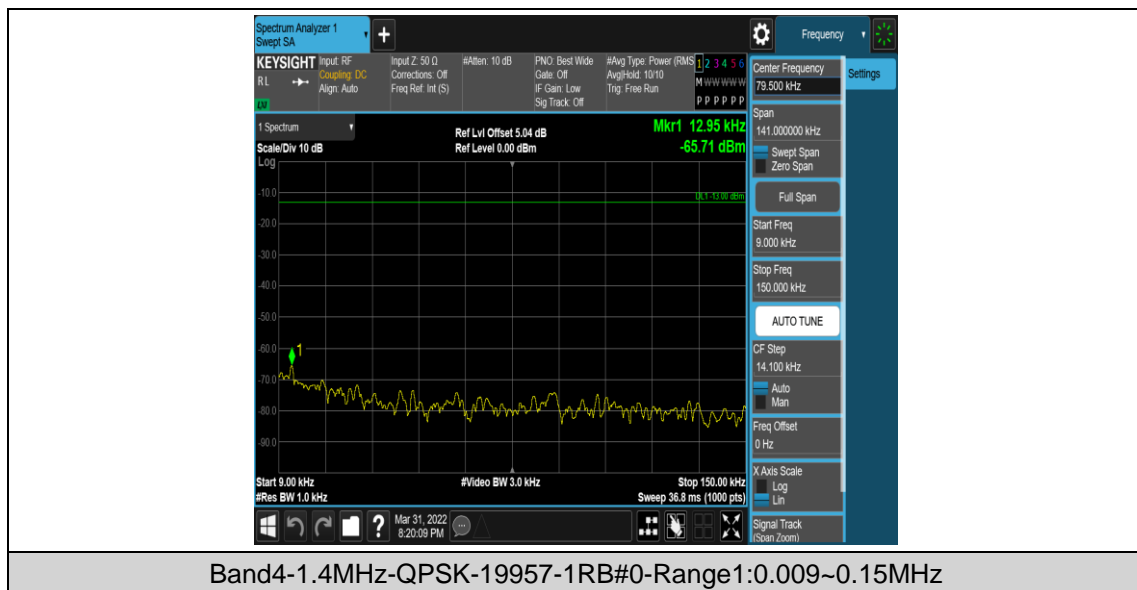 Spectrum Analyzer 1
Swept SA
Frequency
KEYSIGHT
RL
LXI
Input: RF
Coupling: DC
Align: Auto
Input Z: 50 Ω
Corrections: Off
Freq Ref: Int (S)
#Atten: 10 dB
PNO: Best Wide
Gate: Off
IF Gain: Low
Sig Track: Off
#Avg Type: Power (RMS
Avg|Hold: 10/10
Trig: Free Run
1 2 3 4 5 6
M W W W W W
P P P P P P
1 Spectrum
Scale/Div 10 dB
Log
Ref Lvl Offset 5.04 dB
Ref Level 0.00 dBm
Mkr1 12.95 kHz
-65.71 dBm
DL1 -13.00 dBm
-10.0
-20.0
-30.0
-40.0
-50.0
-60.0
-70.0
-80.0
-90.0
1
Start 9.00 kHz
#Res BW 1.0 kHz
#Video BW 3.0 kHz
Stop 150.00 kHz
Sweep 36.8 ms (1000 pts)
?
Mar 31, 2022
8:20:09 PM
Center Frequency
79.500 kHz
Settings
Span
141.000000 kHz
Swept Span
Zero Span
Full Span
Start Freq
9.000 kHz
Stop Freq
150.000 kHz
AUTO TUNE
CF Step
14.100 kHz
Auto
Man
Freq Offset
0 Hz
X Axis Scale
Log
Lin
Signal Track
(Span Zoom)
Band4-1.4MHz-QPSK-19957-1RB#0-Range1:0.009~0.15MHz